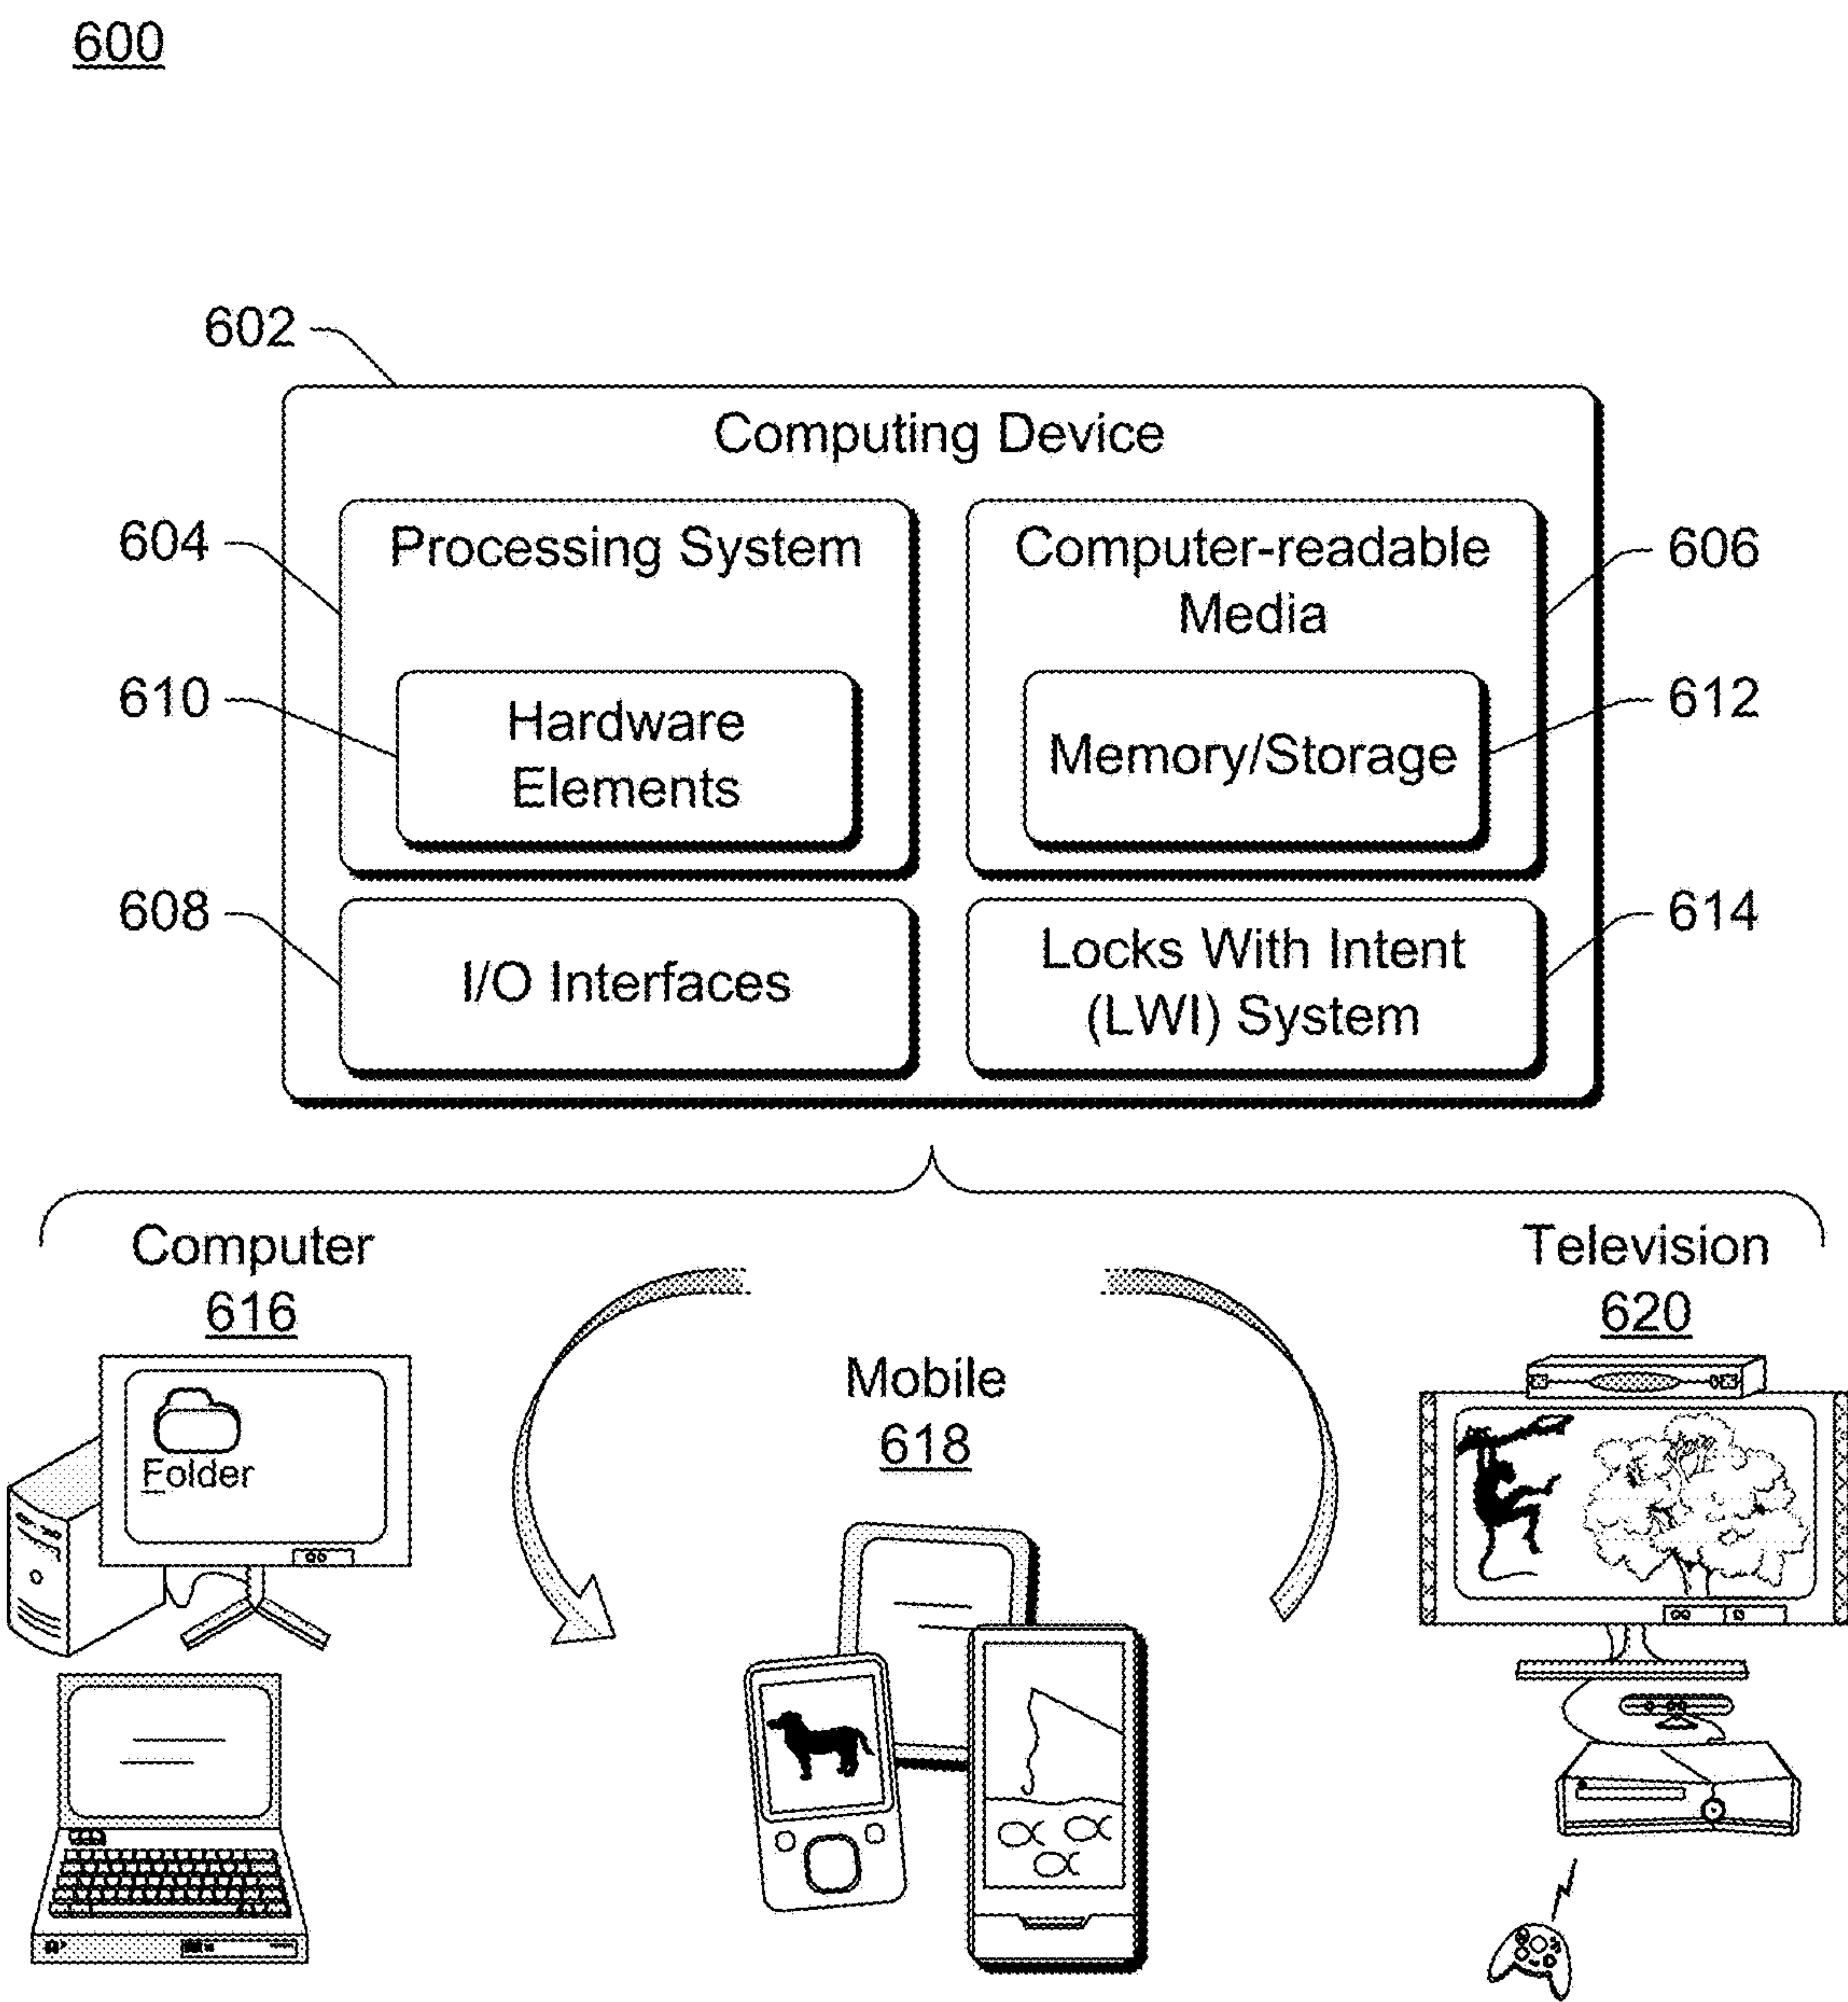 600
602
Computing Device
604
Processing System
Computer-readable
Media
606
610
Hardware
Elements
Memory/Storage
612
608
I/O Interfaces
Locks With Intent
(LWI) System
614
Computer
616
Folder
Mobile
618
Television
620